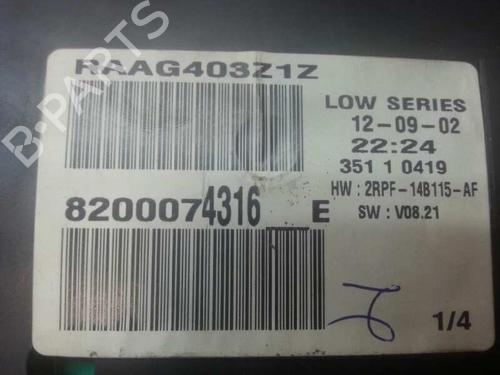 B-PARTS
RAAG403Z1Z
LOW SERIES
12-09-02
22:24
351 1 0419
HW : 2RPF-14B115-AF
SW : V08.21
8200074316__E
1/4